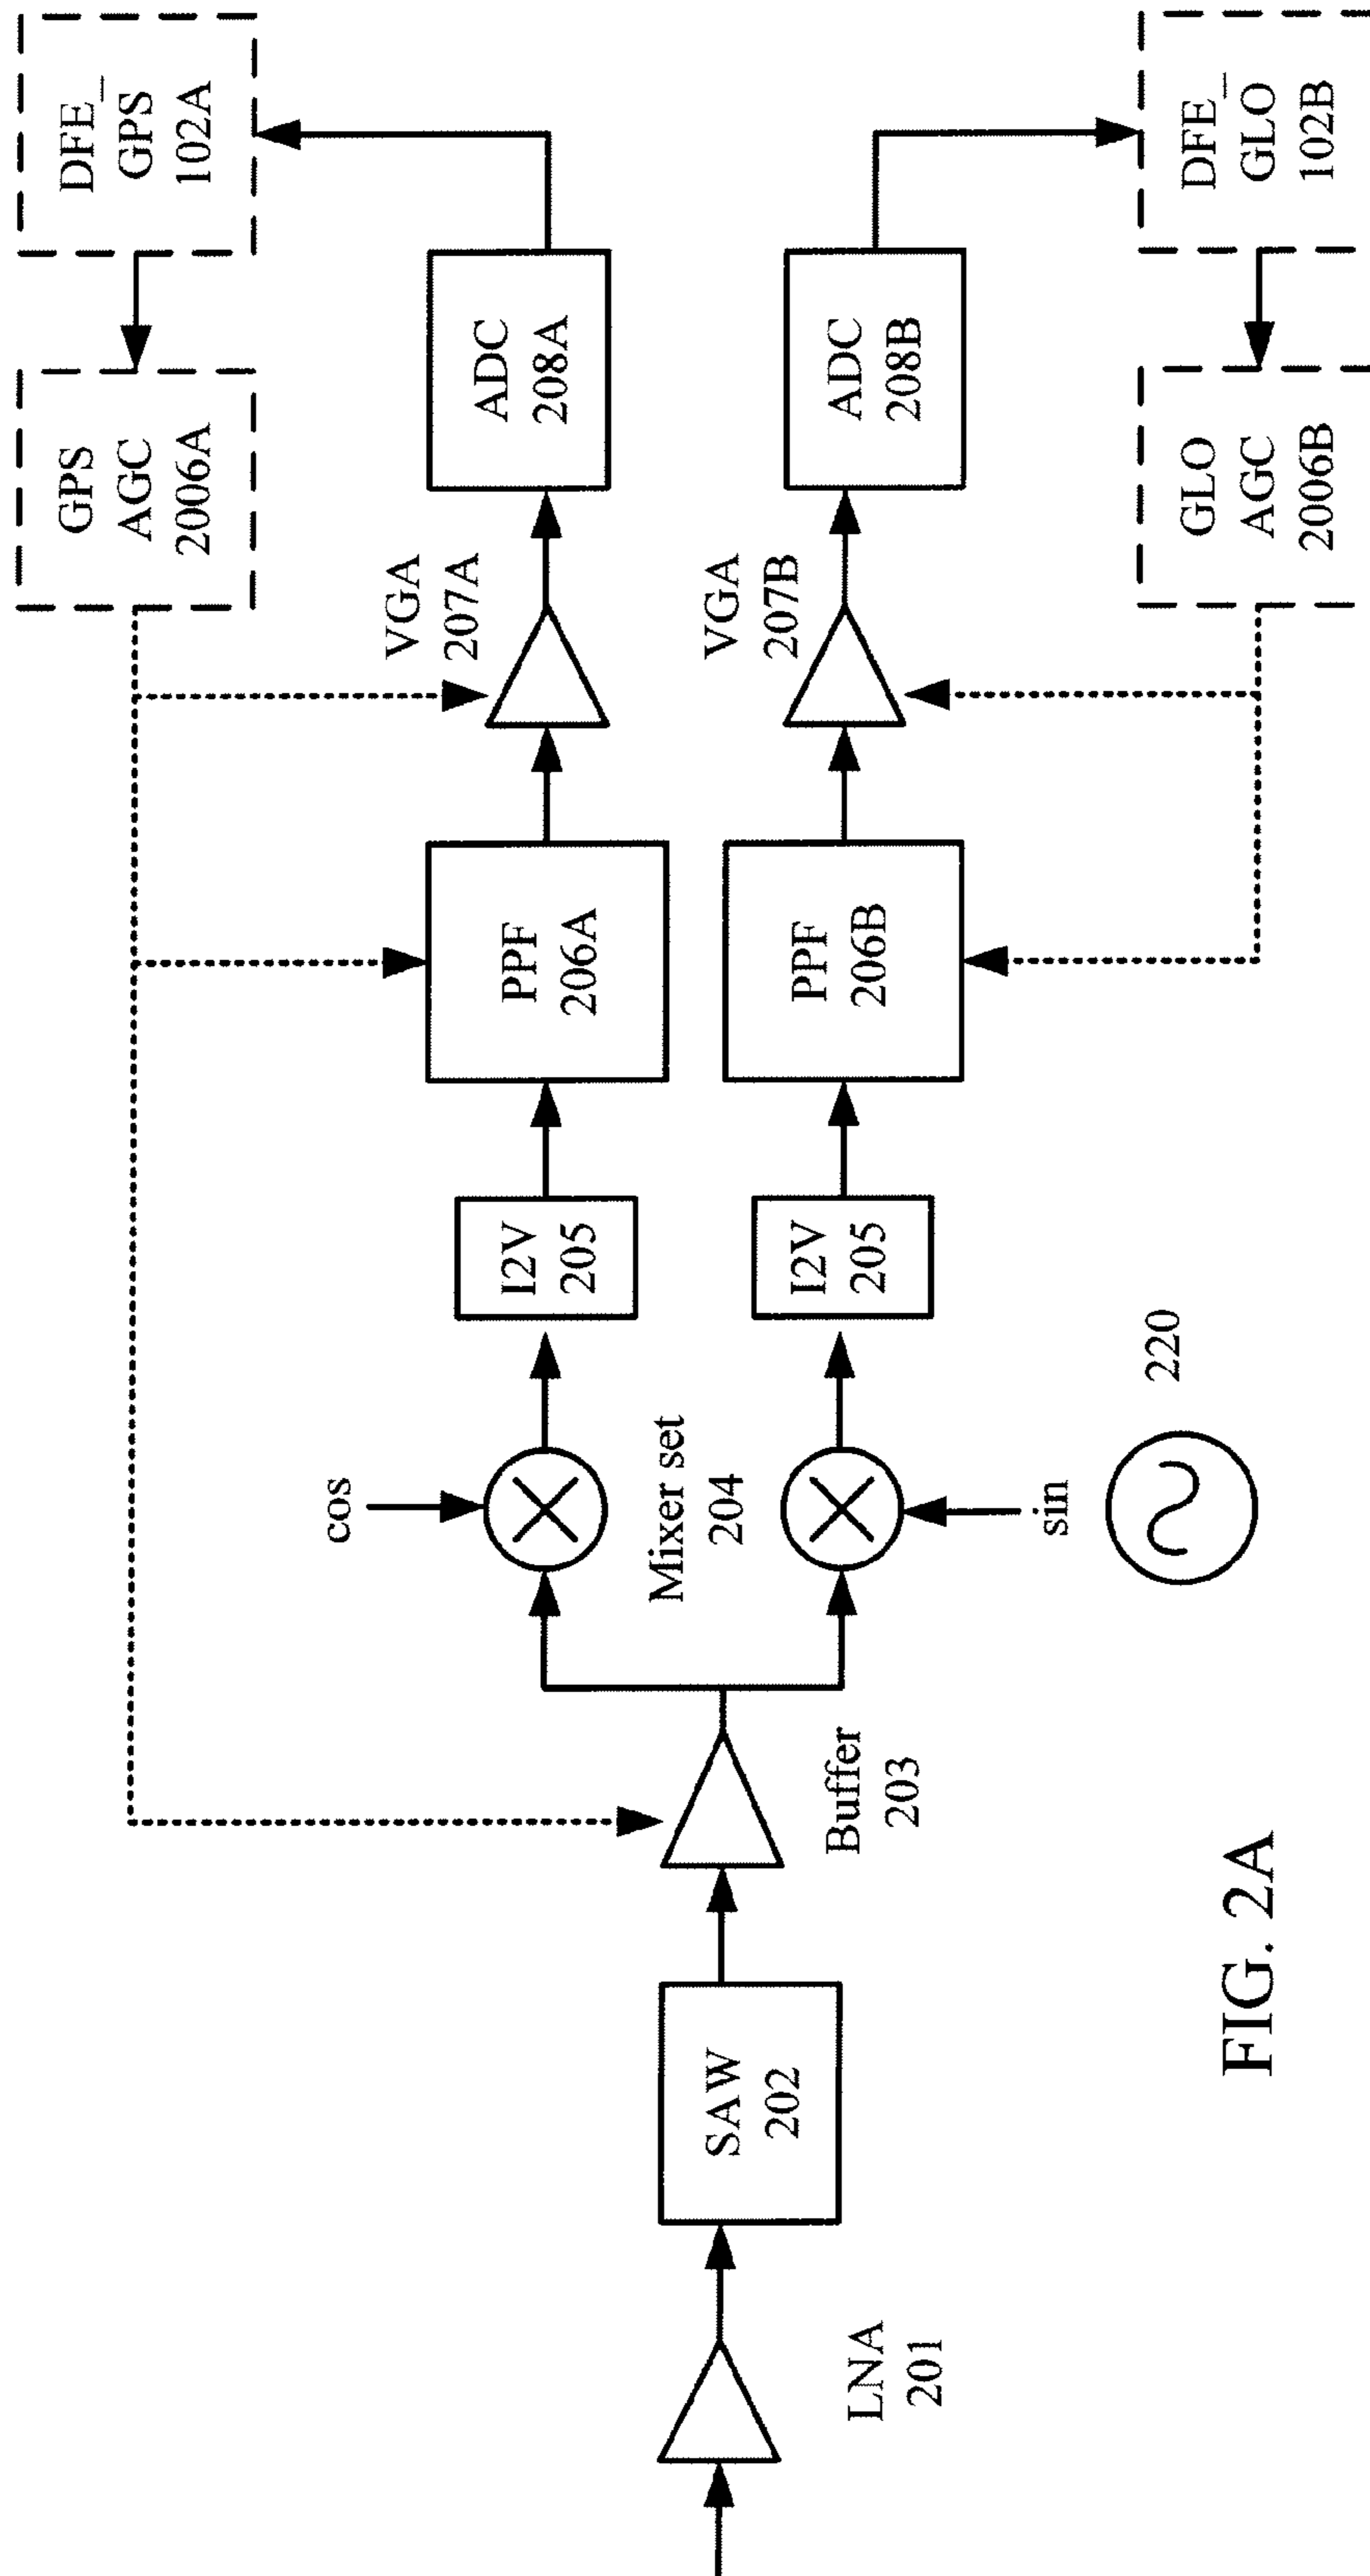 DFE_
GPS
102A
GPS
AGC
2006A
ADC
208A
VGA
207A
PPF
206A
I2V
205
cos
Mixer set
204
Buffer
203
SAW
202
LNA
201
sin
220
I2V
205
PPF
206B
VGA
207B
ADC
208B
DFE_
GLO
102B
GLO
AGC
2006B
FIG. 2A